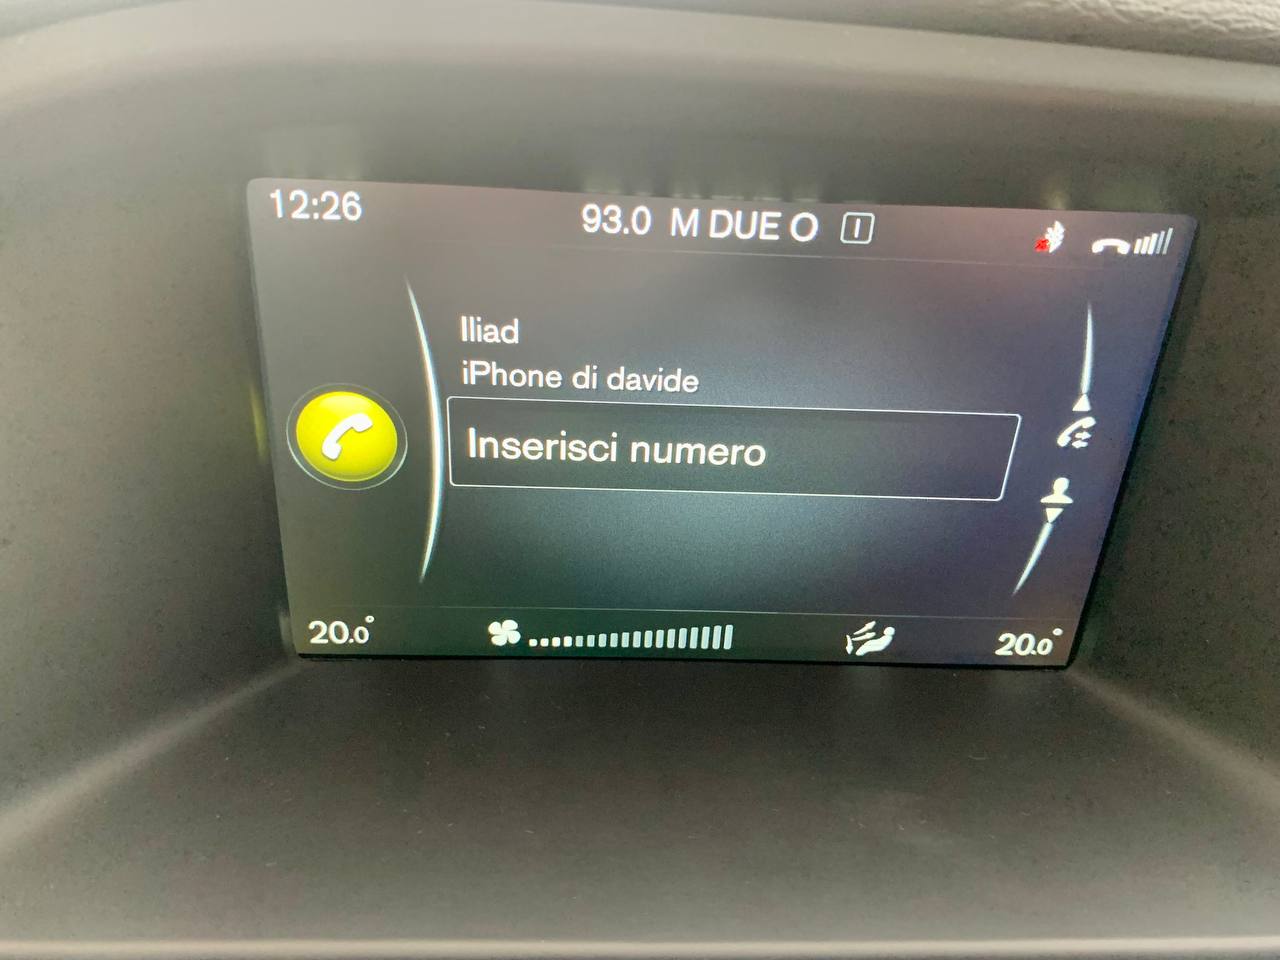 12:26
93.0 M DUE O I
Iliad
iPhone di davide
Inserisci numero
20.0°
20.0°